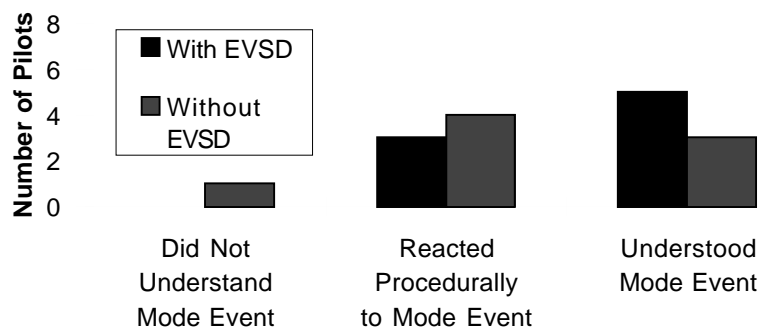 Number of Pilots
8
6
4
2
0
With EVSD
Without
EVSD
Did Not
Understand
Mode Event
Reacted
Procedurally
to Mode Event
Understood
Mode Event